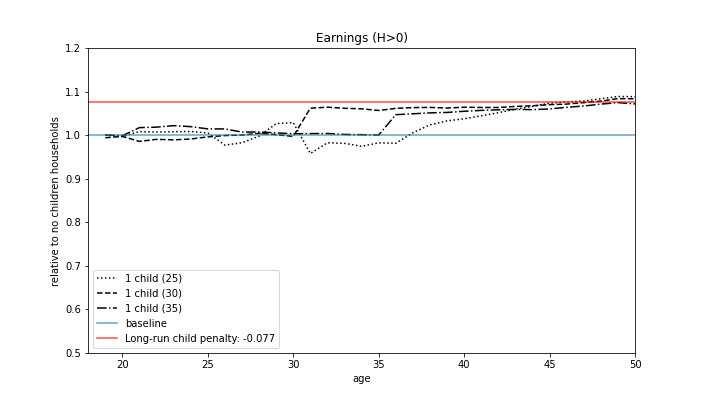 Earnings (H>0)
relative to no children households
1.2
1.1
1.0
0.9
0.8
0.7
0.6
0.5
1 child (25)
1 child (30)
1 child (35)
baseline
Long-run child penalty: -0.077
20 25 30 35 40 45 50
age